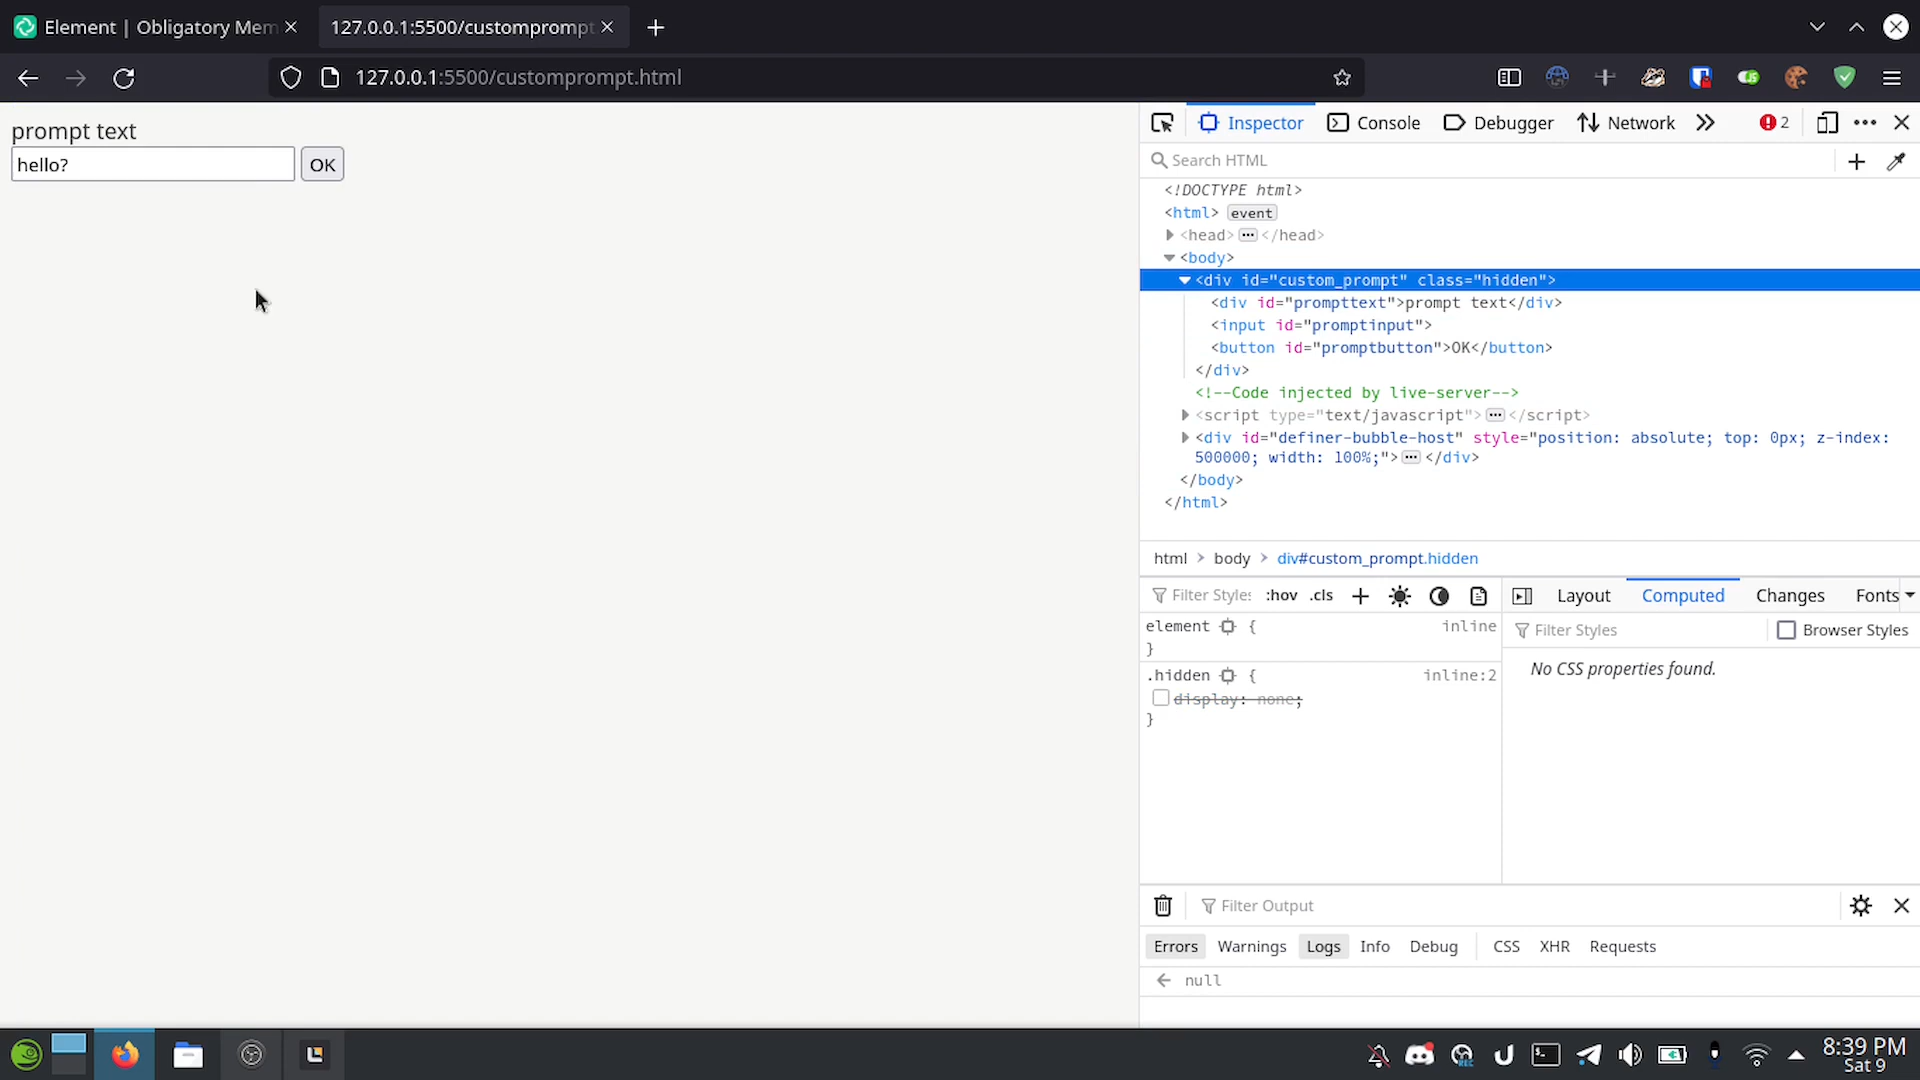 Element | Obligatory Mem
127.0.0.1:5500/customprompt
127.0.0.1:5500/customprompt.html
prompt text
hello?
OK
Inspector
Console
Debugger
Network
2
Search HTML
<!DOCTYPE html>
<html> event
<head> ••• </head>
<body>
<div id="custom_prompt" class="hidden">
<div id="prompttext">prompt text</div>
<input id="promptinput">
<button id="promptbutton">OK</button>
</div>
<!--Code injected by live-server-->
<script type="text/javascript"> ••• </script>
<div id="definer-bubble-host" style="position: absolute; top: 0px; z-index:
500000; width: 100%;"> ••• </div>
</body>
</html>
html > body > div#custom_prompt.hidden
Filter Styles
:hov .cls
element { inline
}
.hidden { inline:2
display: none;
}
Layout
Computed
Changes
Fonts
Filter Styles
Browser Styles
No CSS properties found.
Filter Output
Errors
Warnings
Logs
Info
Debug
CSS
XHR
Requests
null
8:39 PM
Sat 9